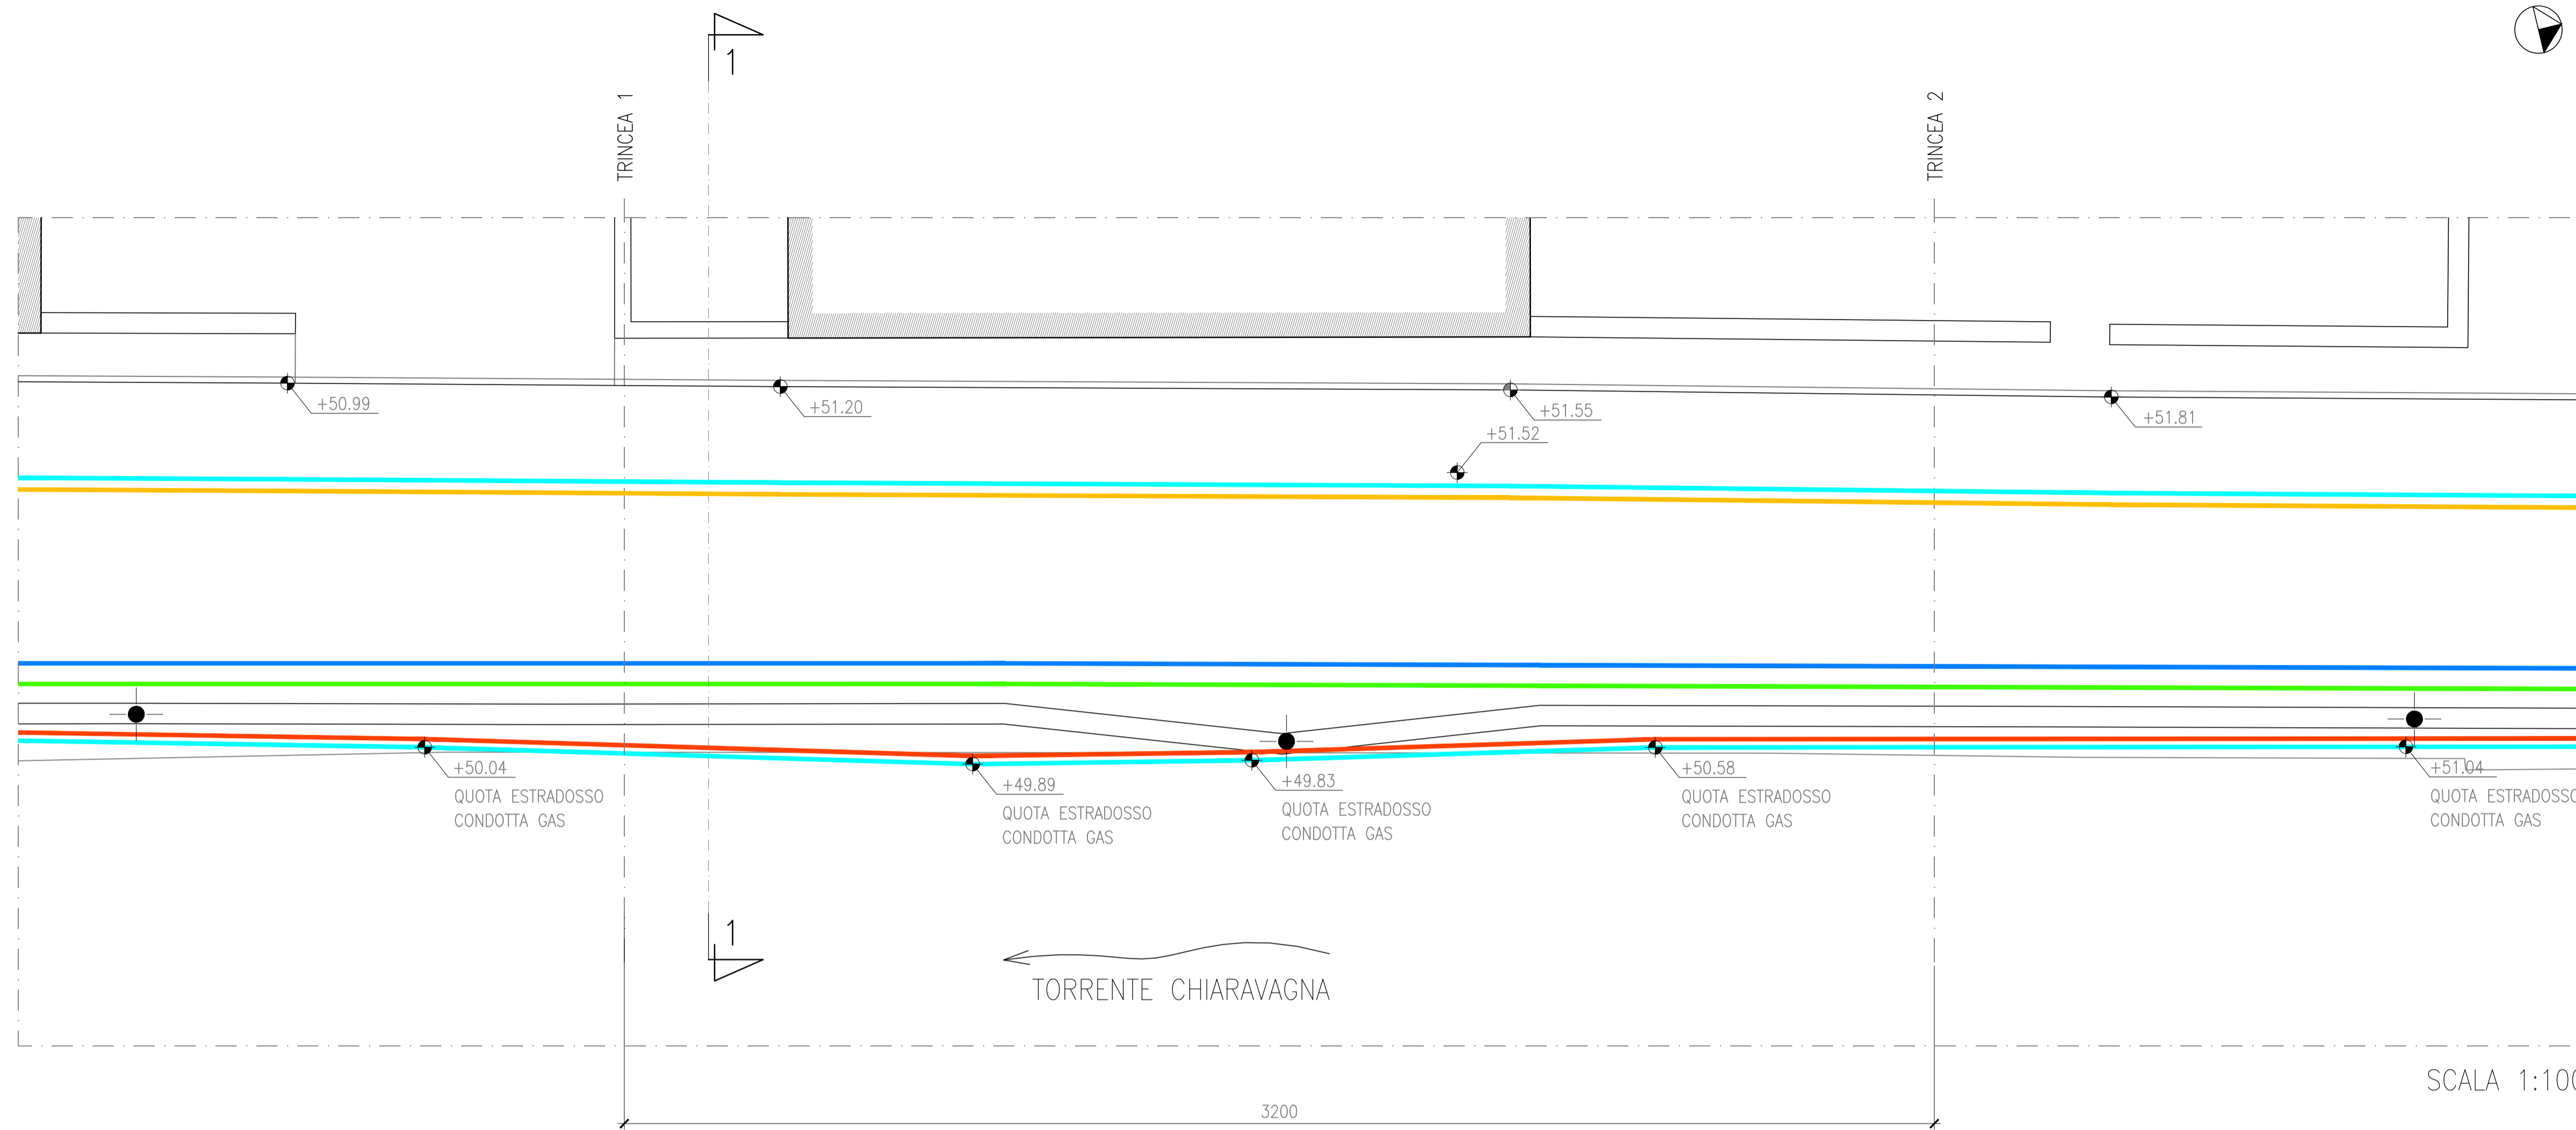 1
TRINCEA 1
TRINCEA 2
+50.99
+51.20
+51.55
+51.52
+51.81
+50.04
QUOTA ESTRADOSSO
CONDOTTA GAS
+49.89
QUOTA ESTRADOSSO
CONDOTTA GAS
+49.83
QUOTA ESTRADOSSO
CONDOTTA GAS
+50.58
QUOTA ESTRADOSSO
CONDOTTA GAS
+51.04
QUOTA ESTRADOSSO
CONDOTTA GAS
1
TORRENTE CHIARAVAGNA
SCALA 1:100
3200